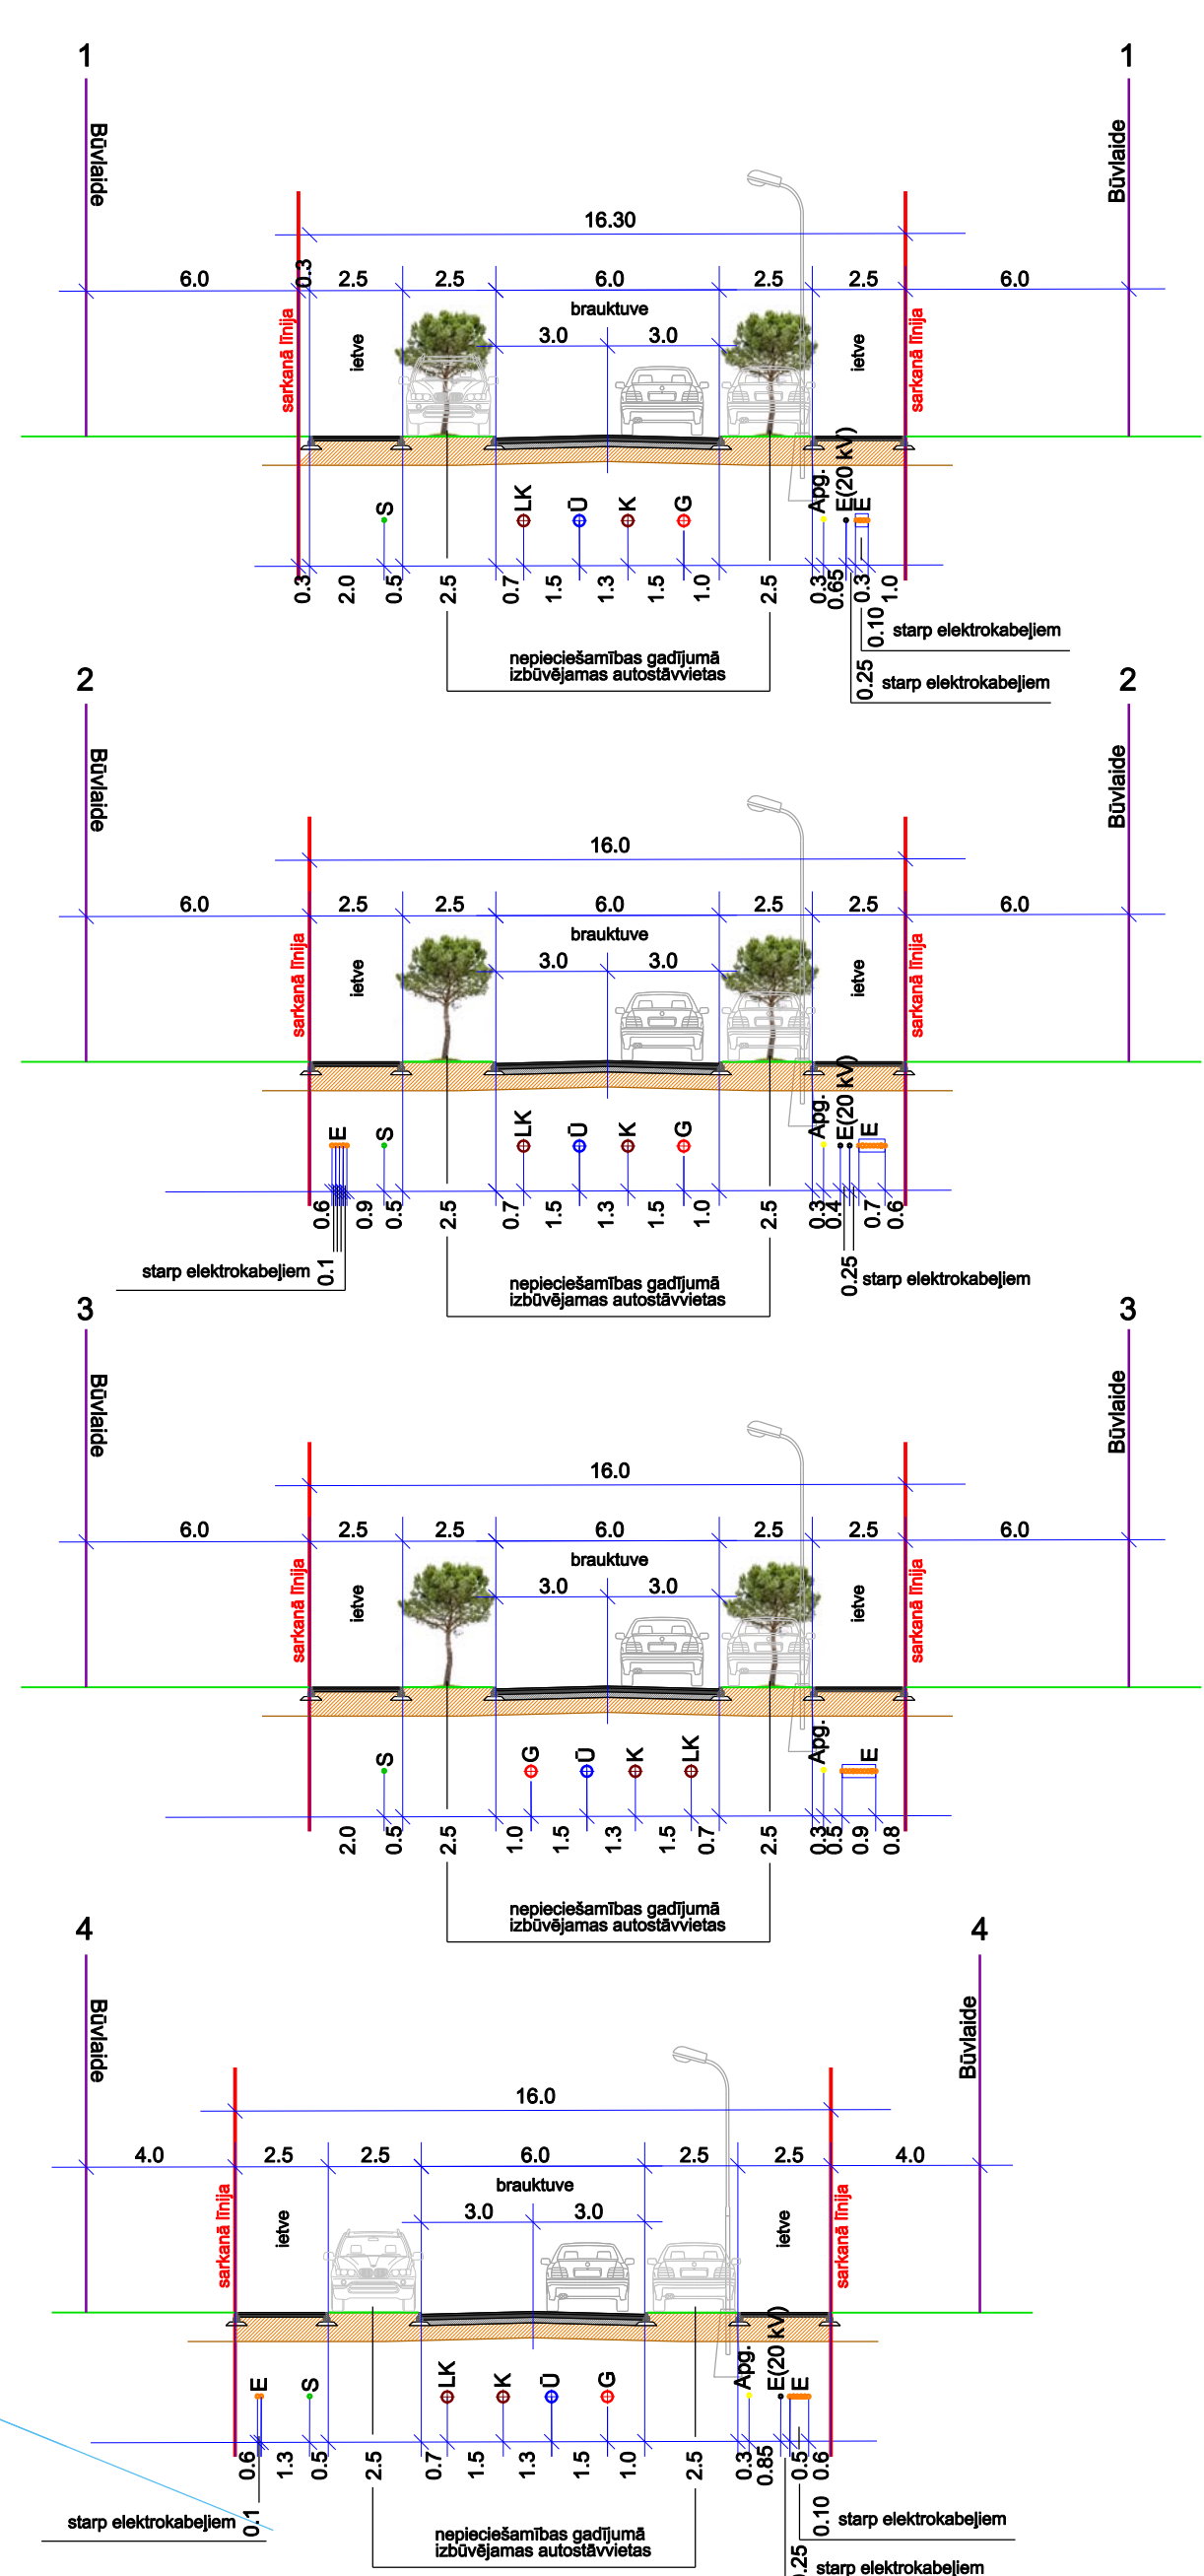 1 1
Būvlaide Būvlaide
16.30
6.0 0.3 2.5 2.5 6.0 2.5 2.5 6.0
brauktuve
3.0 3.0
sarkanā līnija ietve ietve sarkanā līnija
S LK Ū K G Apg. E(20 kV) E
0.3 2.0 0.5 2.5 0.7 1.5 1.3 1.5 1.0 2.5 0.3 0.65 0.3 1.0
0.10 starp elektrokabeļiem
0.25 starp elektrokabeļiem
nepieciešamības gadījumā
izbūvējamas autostāvvietas
2 2
Būvlaide Būvlaide
16.0
6.0 2.5 2.5 6.0 2.5 2.5 6.0
brauktuve
3.0 3.0
sarkanā līnija ietve ietve sarkanā līnija
E S LK Ū K G Apg. E(20 kV) E
0.6 0.9 0.5 2.5 0.7 1.5 1.3 1.5 1.0 2.5 0.3 0.4 0.7 0.6
starp elektrokabeļiem 0.1
0.25 starp elektrokabeļiem
nepieciešamības gadījumā
izbūvējamas autostāvvietas
3 3
Būvlaide Būvlaide
16.0
6.0 2.5 2.5 6.0 2.5 2.5 6.0
brauktuve
3.0 3.0
sarkanā līnija ietve ietve sarkanā līnija
S G Ū K LK Apg. E
2.0 0.5 2.5 1.0 1.5 1.3 1.5 0.7 2.5 0.3 0.5 0.9 0.8
nepieciešamības gadījumā
izbūvējamas autostāvvietas
4 4
Būvlaide Būvlaide
16.0
4.0 2.5 2.5 6.0 2.5 2.5 4.0
brauktuve
3.0 3.0
sarkanā līnija ietve ietve sarkanā līnija
E S LK K Ū G Apg. E(20 kV) E
0.6 1.3 0.5 2.5 0.7 1.5 1.3 1.5 1.0 2.5 0.3 0.85 0.5 0.6
starp elektrokabeļiem 0.1
0.10 starp elektrokabeļiem
nepieciešamības gadījumā
izbūvējamas autostāvvietas
.25 starp elektrokabeļiem